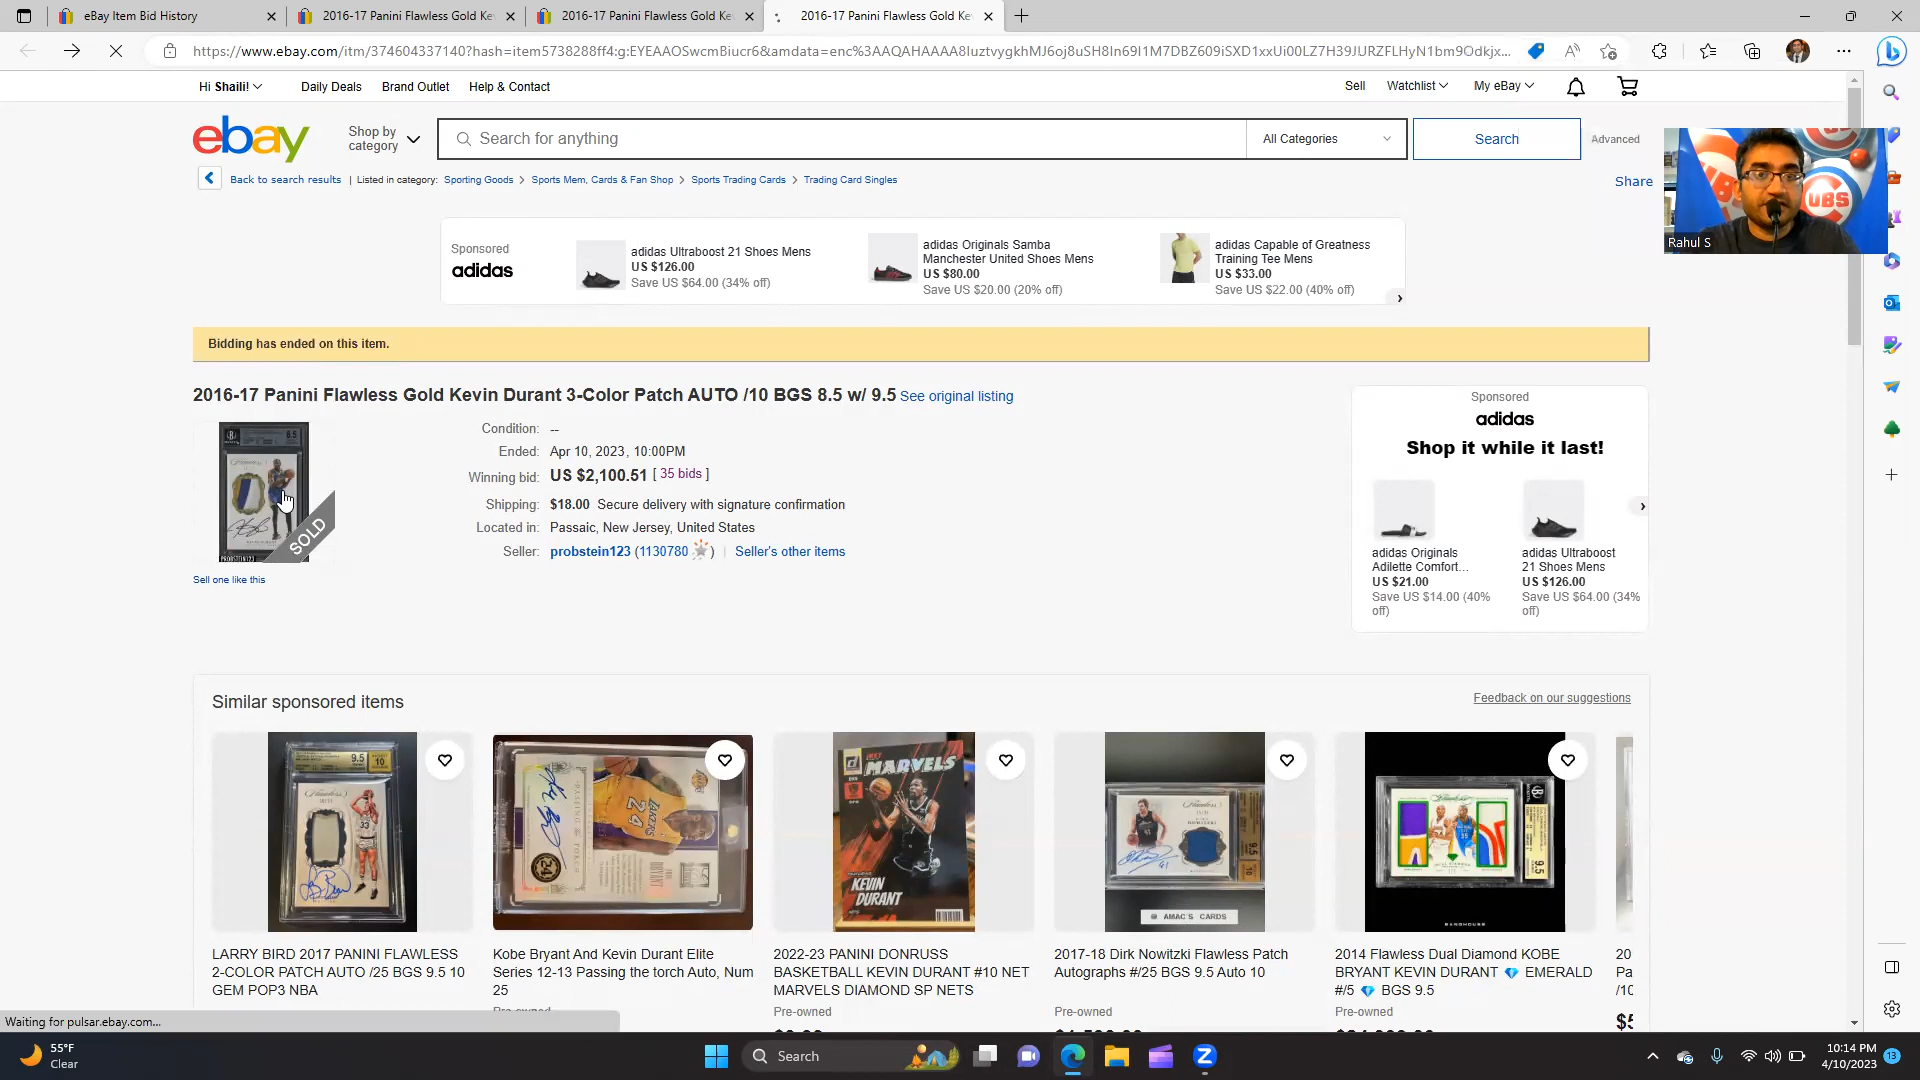 eBay Item Bid History
2016-17 Panini Flawless Gold Ke
2016-17 Panini Flawless Gold Ke
2016-17 Panini Flawless Gold Ke
Hi Shaili!
Daily Deals
Brand Outlet
Help & Contact
Sell
Watchlist
My eBay
ebay
Shop by category
Search for anything
All Categories
Search
Advanced
Back to search results | Listed in category: Sporting Goods > Sports Mem, Cards & Fan Shop > Sports Trading Cards > Trading Card Singles
Share
UBS
Rahul S
Sponsored
adidas
adidas Ultraboost 21 Shoes Mens
US $126.00
Save US $64.00 (34% off)
adidas Originals Samba
Manchester United Shoes Mens
US $80.00
Save US $20.00 (20% off)
adidas Capable of Greatness
Training Tee Mens
US $33.00
Save US $22.00 (40% off)
Bidding has ended on this item.
2016-17 Panini Flawless Gold Kevin Durant 3-Color Patch AUTO /10 BGS 8.5 w/ 9.5 See original listing
Condition: --
Ended: Apr 10, 2023, 10:00PM
Winning bid: US $2,100.51 [ 35 bids ]
Shipping: $18.00 Secure delivery with signature confirmation
Located in: Passaic, New Jersey, United States
Seller: probstein123 (1130780 ) | Seller's other items
8.5
SOLD
PROBSTEIN123
Sell one like this
Sponsored
adidas
Shop it while it last!
adidas Originals
Adilette Comfort...
US $21.00
Save US $14.00 (40%
off)
adidas Ultraboost
21 Shoes Mens
US $126.00
Save US $64.00 (34%
off)
Similar sponsored items
Feedback on our suggestions
LARRY BIRD 2017 PANINI FLAWLESS
2-COLOR PATCH AUTO /25 BGS 9.5 10
GEM POP3 NBA
Kobe Bryant And Kevin Durant Elite
Series 12-13 Passing the torch Auto, Num
25
Pre-owned
MARVELS
KEVIN
DURANT
2022-23 PANINI DONRUSS
BASKETBALL KEVIN DURANT #10 NET
MARVELS DIAMOND SP NETS
Pre-owned
AMAC'S CARDS
2017-18 Dirk Nowitzki Flawless Patch
Autographs #/25 BGS 9.5 Auto 10
Pre-owned
2014 Flawless Dual Diamond KOBE
BRYANT KEVIN DURANT 💎 EMERALD
#/5 💎 BGS 9.5
Pre-owned
20
Pa
/10
Waiting for pulsar.ebay.com...
55°F
Clear
Search
10:14 PM
4/10/2023
13